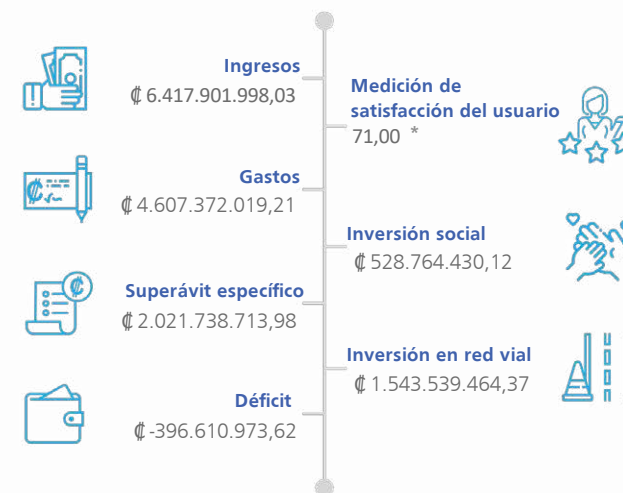 Ingresos
₡ 6.417.901.998,03
Medición de
satisfacción del usuario
71,00 *
Gastos
₡ 4.607.372.019,21
Inversión social
₡ 528.764.430,12
Superávit específico
₡ 2.021.738.713,98
Inversión en red vial
₡ 1.543.539.464,37
Déficit
₡ -396.610.973,62